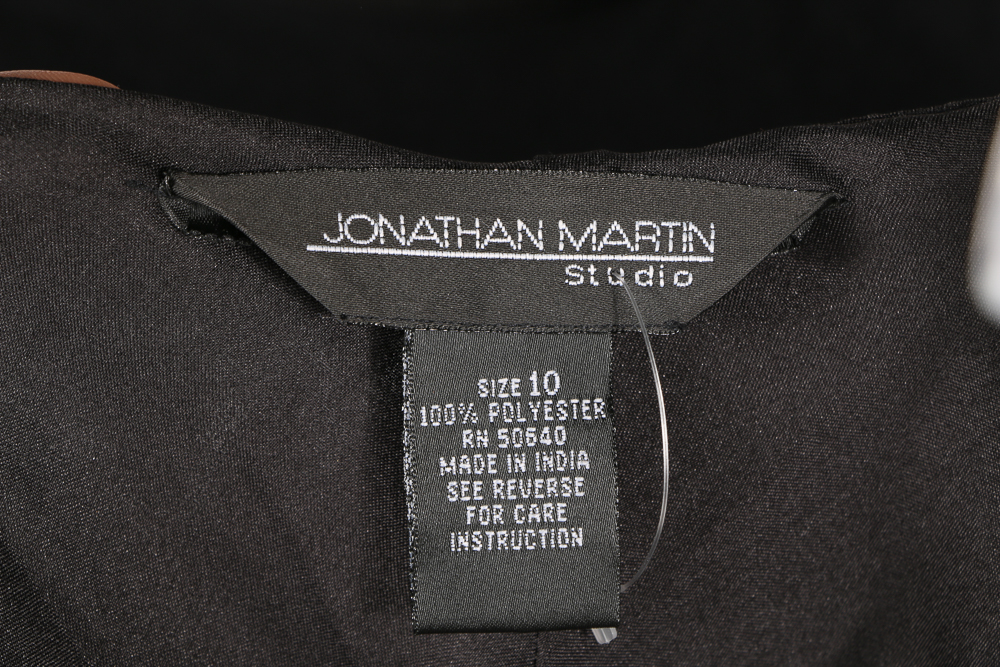 JONATHAN MARTIN
Studio
SIZE 10
100% POLYESTER
RN 50640
MADE IN INDIA
SEE REVERSE
FOR CARE
INSTRUCTION